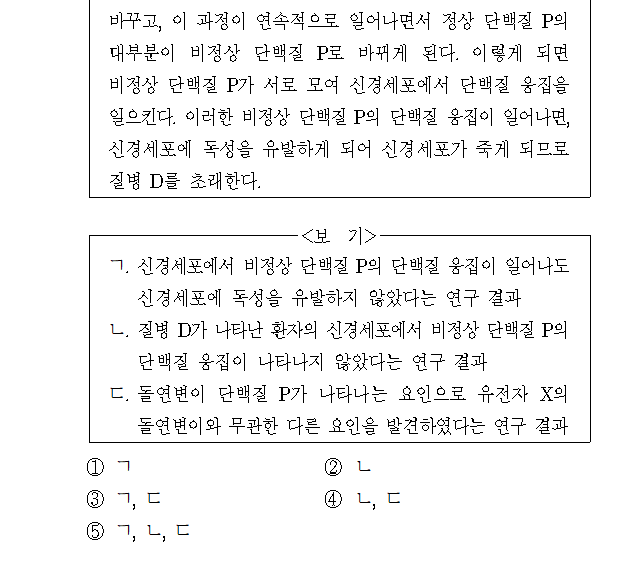 바꾸고, 이 과정이 연속적으로 일어나면서 정상 단백질 P의
대부분이 비정상 단백질 P로 바뀌게 된다. 이렇게 되면
비정상 단백질 P가 서로 모여 신경세포에서 단백질 응집을
일으킨다. 이러한 비정상 단백질 P의 단백질 응집이 일어나면,
신경세포에 독성을 유발하게 되어 신경세포가 죽게 되므로
질병 D를 초래한다.
<보 기>
ㄱ. 신경세포에서 비정상 단백질 P의 단백질 응집이 일어나도
신경세포에 독성을 유발하지 않았다는 연구 결과
ㄴ. 질병 D가 나타난 환자의 신경세포에서 비정상 단백질 P의
단백질 응집이 나타나지 않았다는 연구 결과
ㄷ. 돌연변이 단백질 P가 나타나는 요인으로 유전자 X의
돌연변이와 무관한 다른 요인을 발견하였다는 연구 결과
① ㄱ ② ㄴ
③ ㄱ, ㄷ ④ ㄴ, ㄷ
⑤ ㄱ, ㄴ, ㄷ